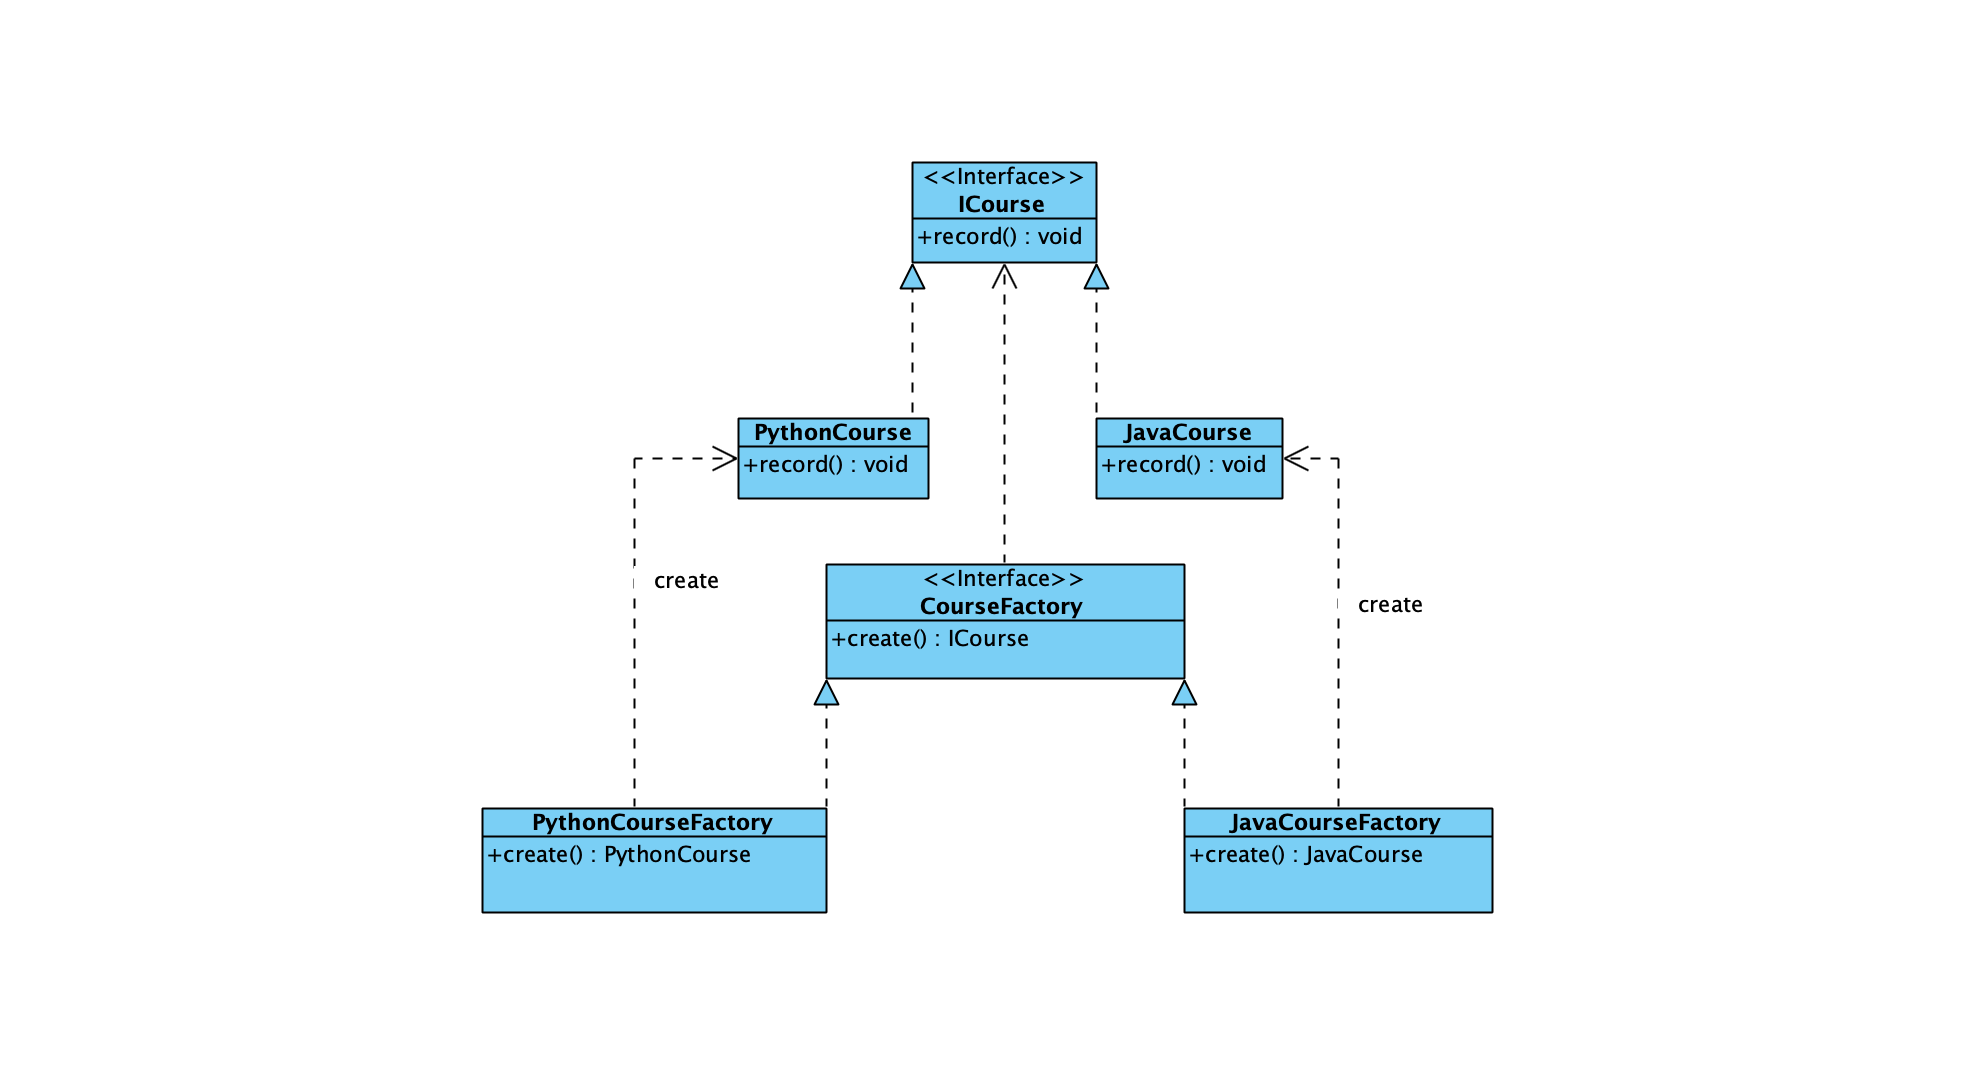 <<Interface>>
ICourse
+record() : void
PythonCourse
+record() : void
JavaCourse
+record() : void
create
<<Interface>>
CourseFactory
+create() : ICourse
create
PythonCourseFactory
+create() : PythonCourse
JavaCourseFactory
+create() : JavaCourse